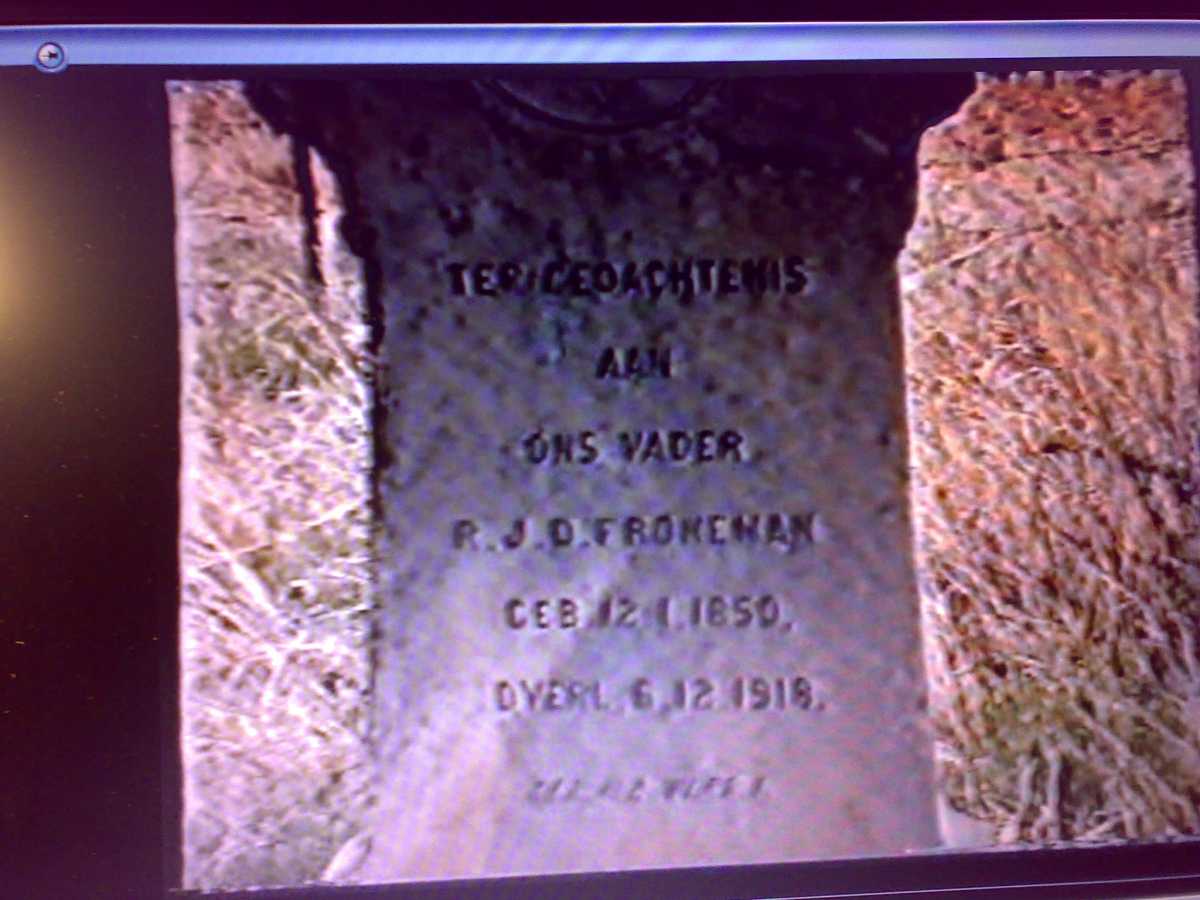 TER GEDACHTENIS
AAN
ONS VADER
R.J.D. FRONEMAN
GEB. 12.1.1850.
OVERL. 6.12.1918.